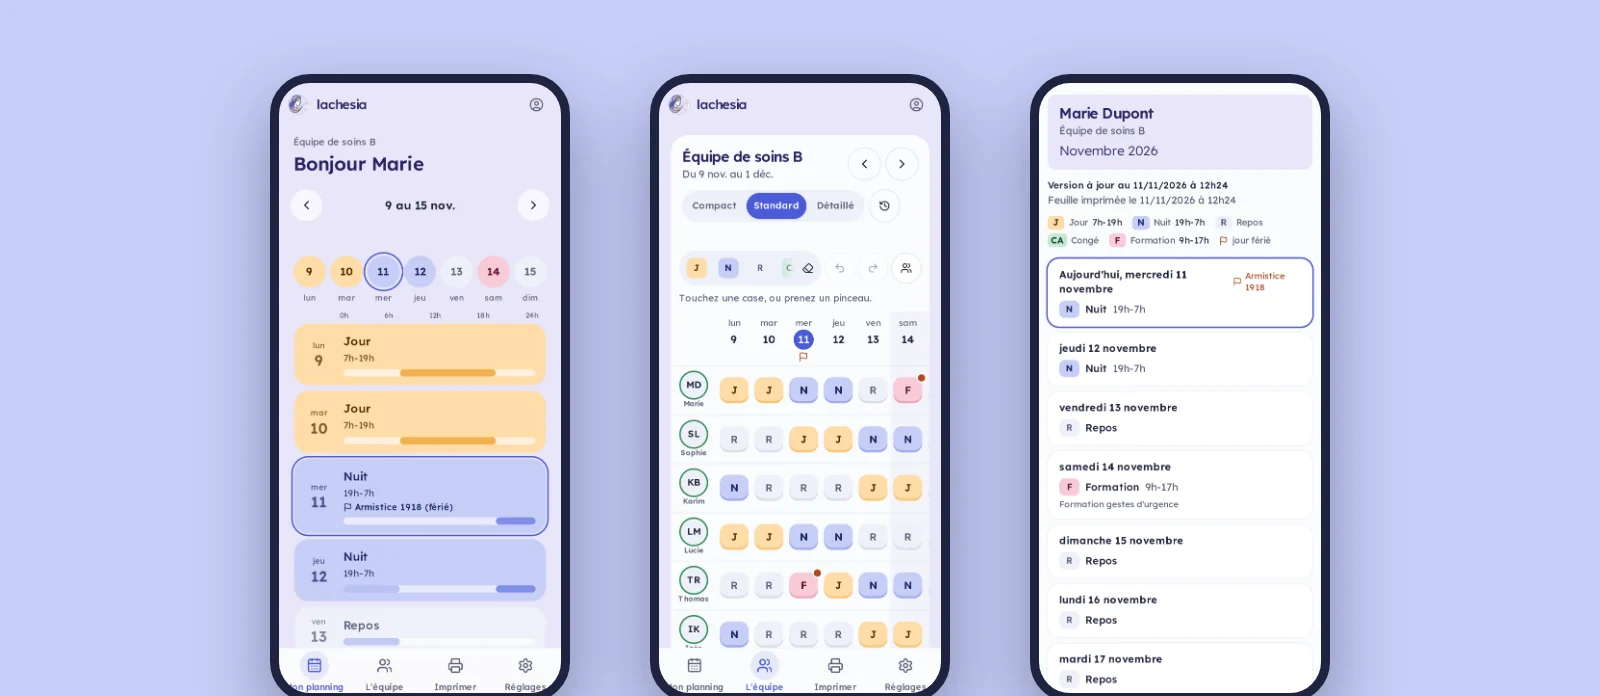 lachesia
Équipe de soins B
Bonjour Marie
9 au 15 nov.
9 10 11 12 13 14 15
lun mar mer jeu ven sam dim
0h 6h 12h 18h 24h
lun
9
Jour
7h-19h
mar
10
Jour
7h-19h
mer
11
Nuit
19h-7h
Armistice 1918 (férié)
jeu
12
Nuit
19h-7h
ven
13
Repos
on planning L'équipe Imprimer Réglages
lachesia
Équipe de soins B
Du 9 nov. au 1 déc.
Compact Standard Détaillé
J N R C
Touchez une case, ou prenez un pinceau.
lun mar mer jeu ven sam
9 10 11 12 13 14
MD J J N N R F
Marie
SL R R J J N N
Sophie
KB N R R R J J
Karim
LM J J N N R R
Lucie
TR R R F J N N
Thomas
IK N R R R J J
on planning L'équipe Imprimer Réglages
Marie Dupont
Équipe de soins B
Novembre 2026
Version à jour au 11/11/2026 à 12h24
Feuille imprimée le 11/11/2026 à 12h24
J Jour 7h-19h N Nuit 19h-7h R Repos
CA Congé F Formation 9h-17h jour férié
Aujourd'hui, mercredi 11
novembre
Armistice
1918
N Nuit 19h-7h
jeudi 12 novembre
N Nuit 19h-7h
vendredi 13 novembre
R Repos
samedi 14 novembre
F Formation 9h-17h
Formation gestes d'urgence
dimanche 15 novembre
R Repos
lundi 16 novembre
R Repos
mardi 17 novembre
R Repos